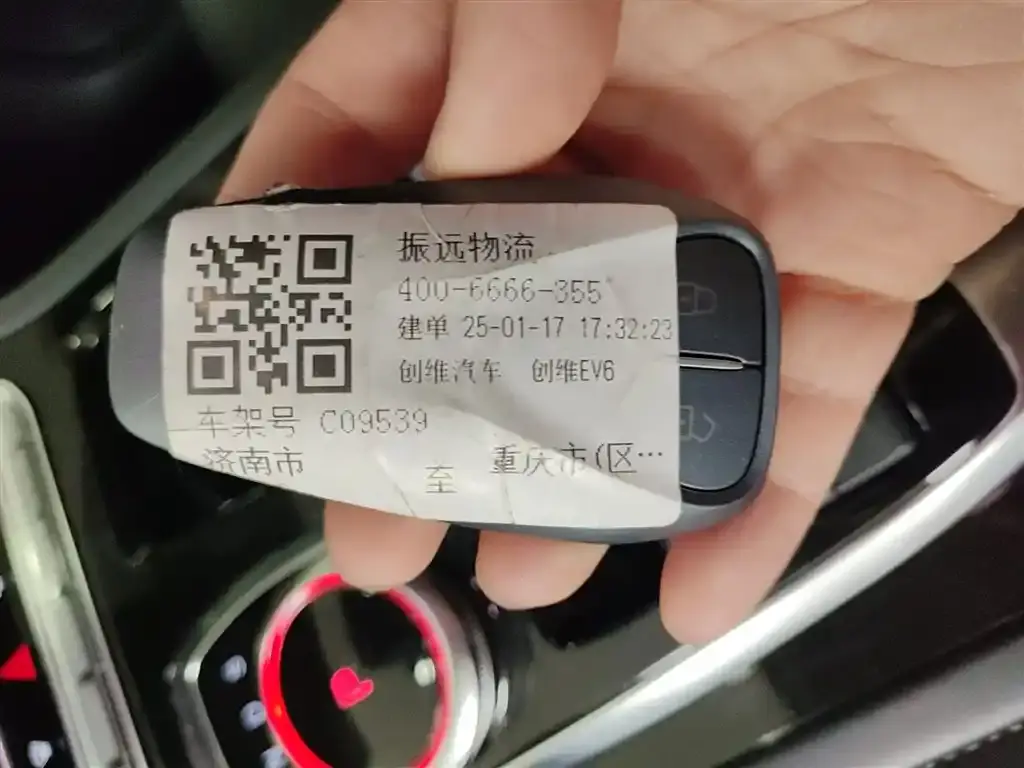 振远物流
400-6666-355
建单 25-01-17 17:32:23
创维汽车 创维EV6
车架号 C09539
济南市 至 重庆市(区…